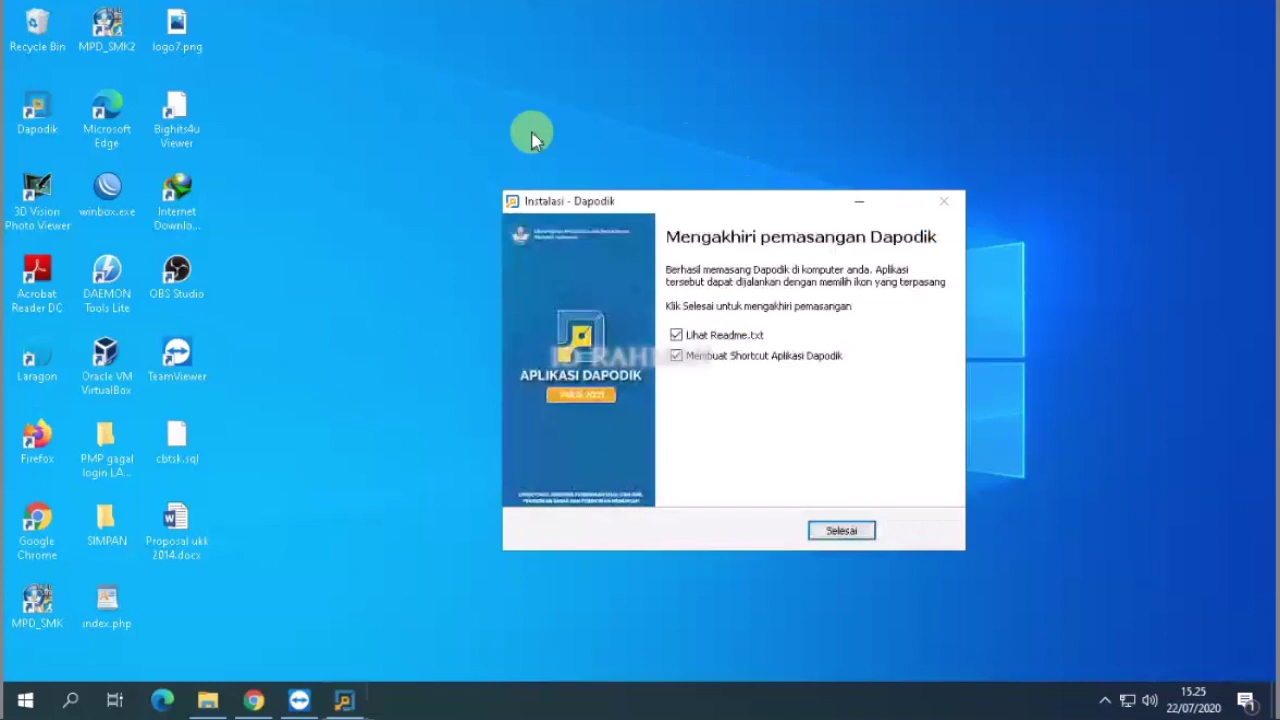 Recycle Bin
MPD_SMK2
logo7.png
Dapodik
Microsoft
Edge
Bighits4u
Viewer
3D Vision
Photo Viewer
winbox.exe
Internet
Downlo...
Acrobat
Reader DC
DAEMON
Tools Lite
OBS Studio
Laragon
Oracle VM
VirtualBox
TeamViewer
Firefox
PMP gagal
login LA...
cbtsk.sql
Google
Chrome
SIMPAN
Proposal ukk
2014.docx
MPD_SMK
index.php
Instalasi - Dapodik
Mengakhiri pemasangan Dapodik
Berhasil memasang Dapodik di komputer anda. Aplikasi
tersebut dapat dijalankan dengan memilih ikon yang terpasang
Klik Selesai untuk mengakhiri pemasangan
Lihat Readme.txt
Membuat Shortcut Aplikasi Dapodik
APLIKASI DAPODIK
Selesai
15.25
22/07/2020
1